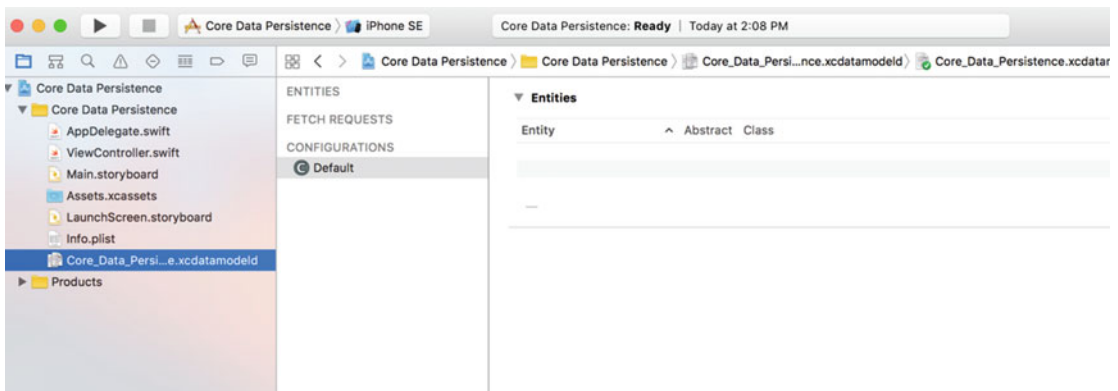 Core Data Persistence 〉 iPhone SE
Core Data Persistence: Ready | Today at 2:08 PM
Core Data Persistence 〉 Core Data Persistence 〉 Core_Data_Persi...nce.xcdatamodeld 〉 Core_Data_Persistence.xcdatar
Core Data Persistence
Core Data Persistence
AppDelegate.swift
ViewController.swift
Main.storyboard
Assets.xcassets
LaunchScreen.storyboard
Info.plist
Core_Data_Persi...e.xcdatamodeld
Products
ENTITIES
FETCH REQUESTS
CONFIGURATIONS
C Default
Entities
Entity Abstract Class